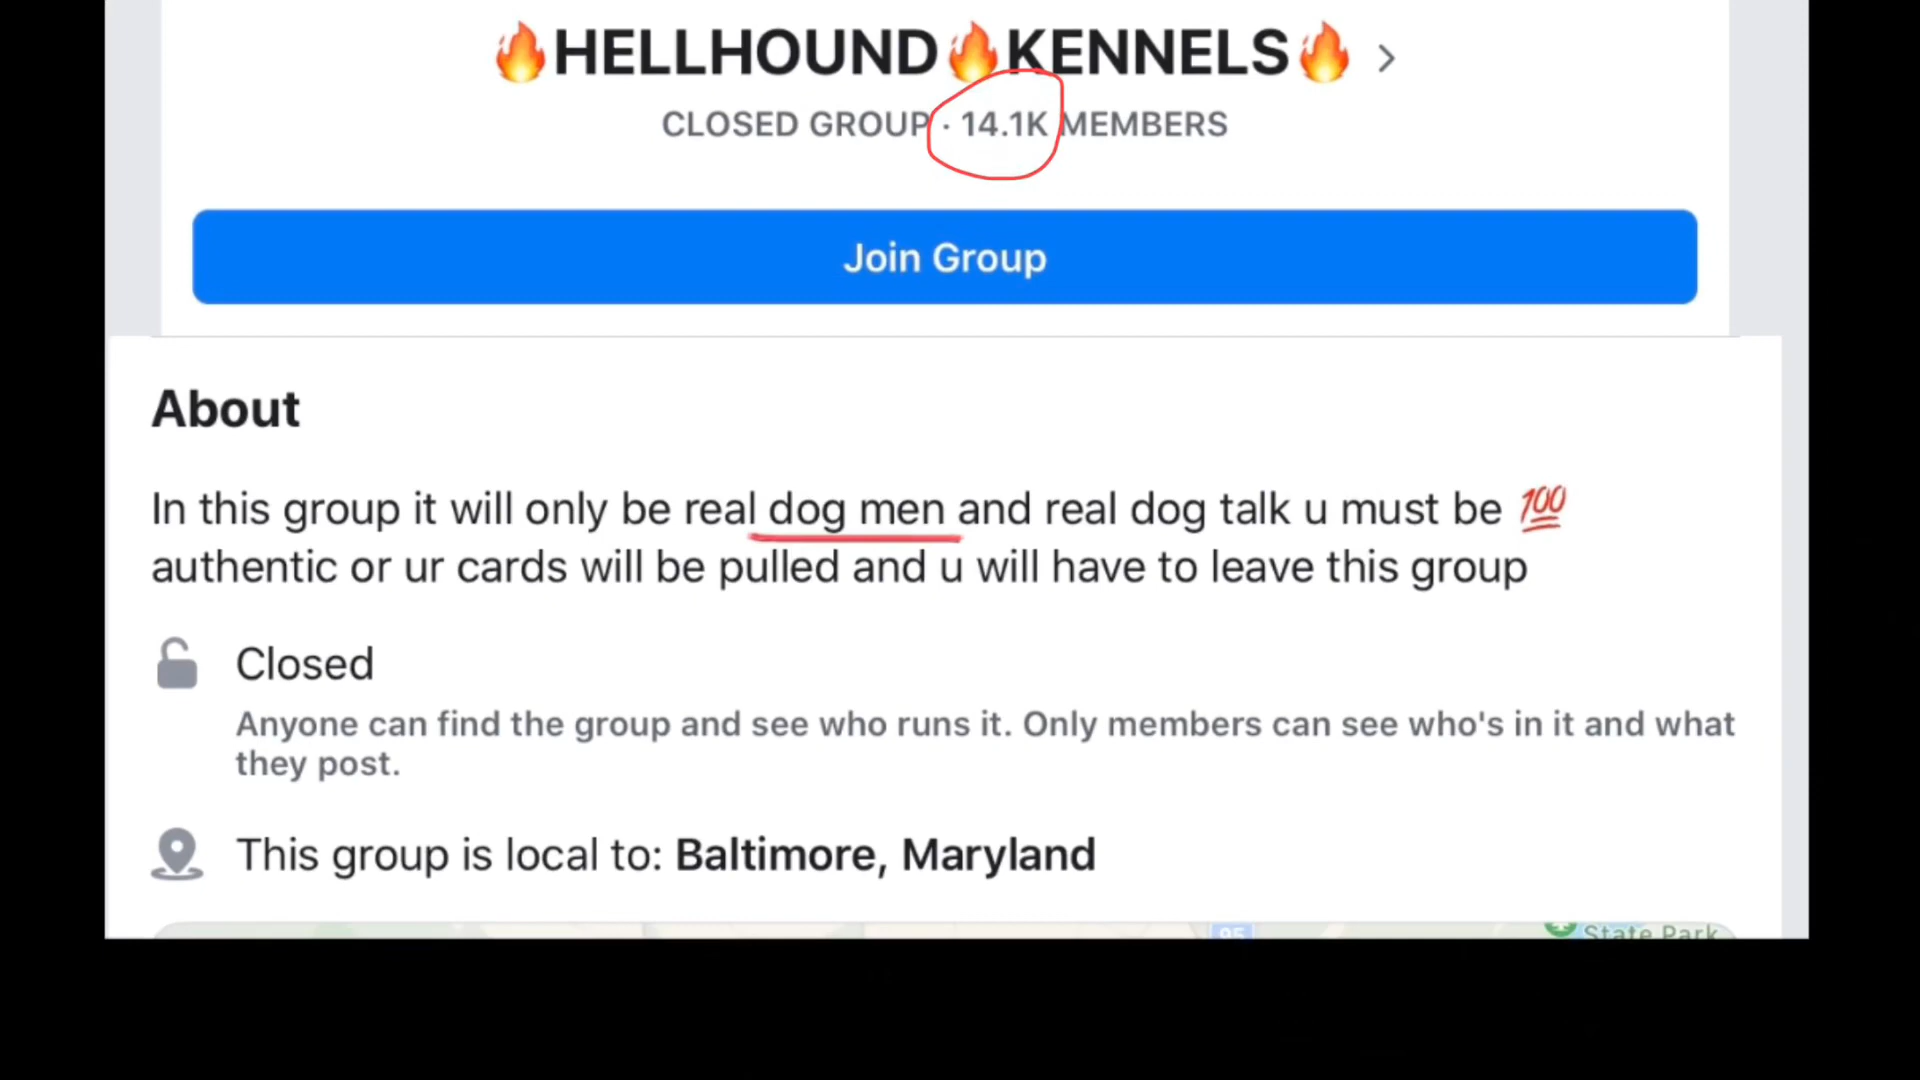 🔥HELLHOUND🔥KENNELS🔥
CLOSED GROUP · 14.1K MEMBERS
Join Group
About
In this group it will only be real dog men and real dog talk u must be 💯
authentic or ur cards will be pulled and u will have to leave this group
Closed
Anyone can find the group and see who runs it. Only members can see who's in it and what
they post.
This group is local to: Baltimore, Maryland
95 State Park